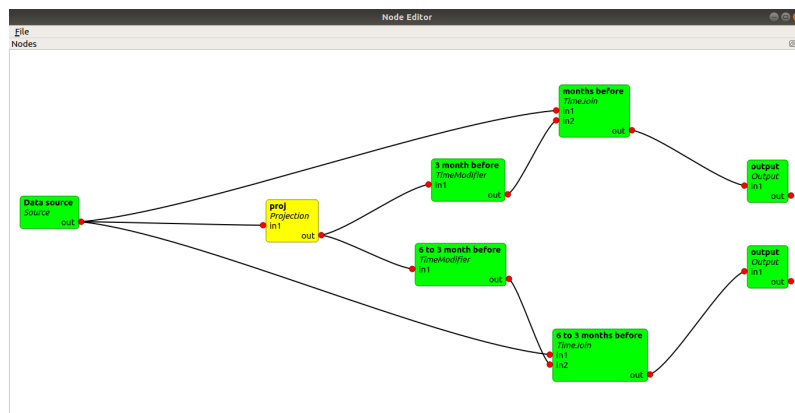 Node Editor
File
Nodes
months before
TimeJoin
in1
in2
out
3 month before
TimeModifier
in1
out
output
Output
in1
out
Data source
Source
out
proj
Projection
in1
out
6 to 3 month before
TimeModifier
in1
out
output
Output
in1
out
6 to 3 months before
TimeJoin
in1
in2
out